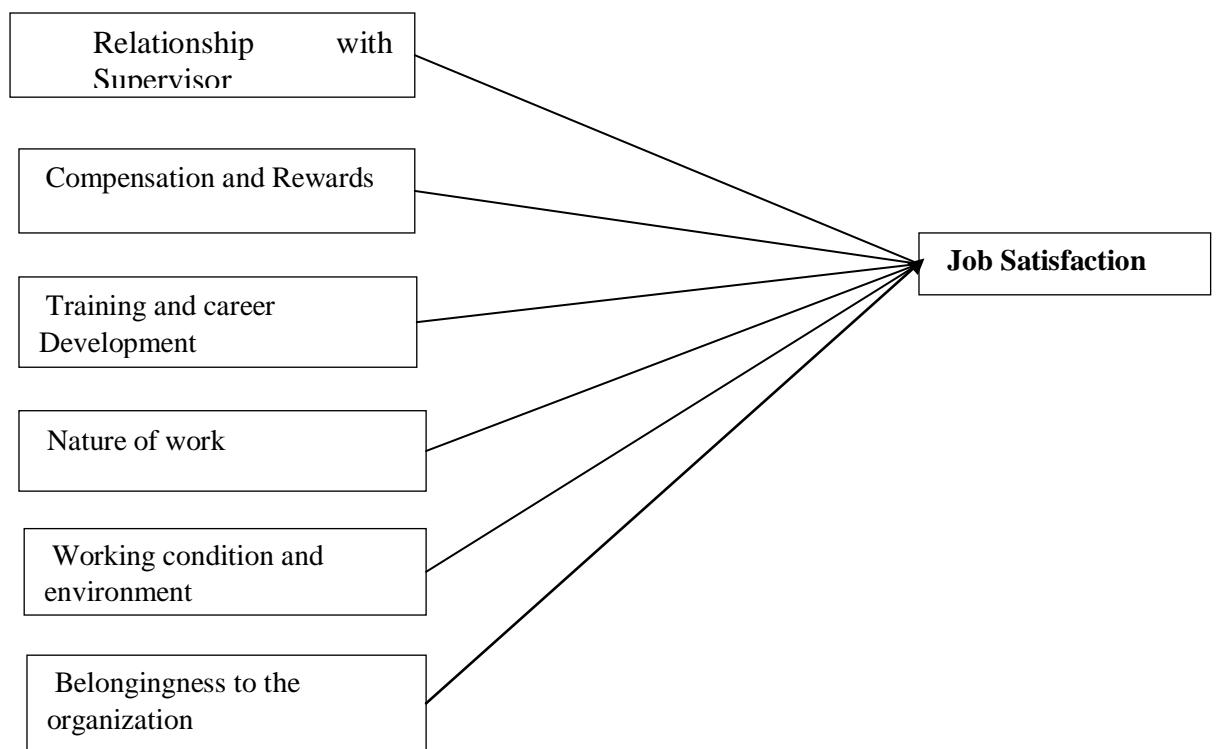 Relationship with
Supervisor
Compensation and Rewards
Job Satisfaction
Training and career
Development
Nature of work
Working condition and
environment
Belongingness to the
organization